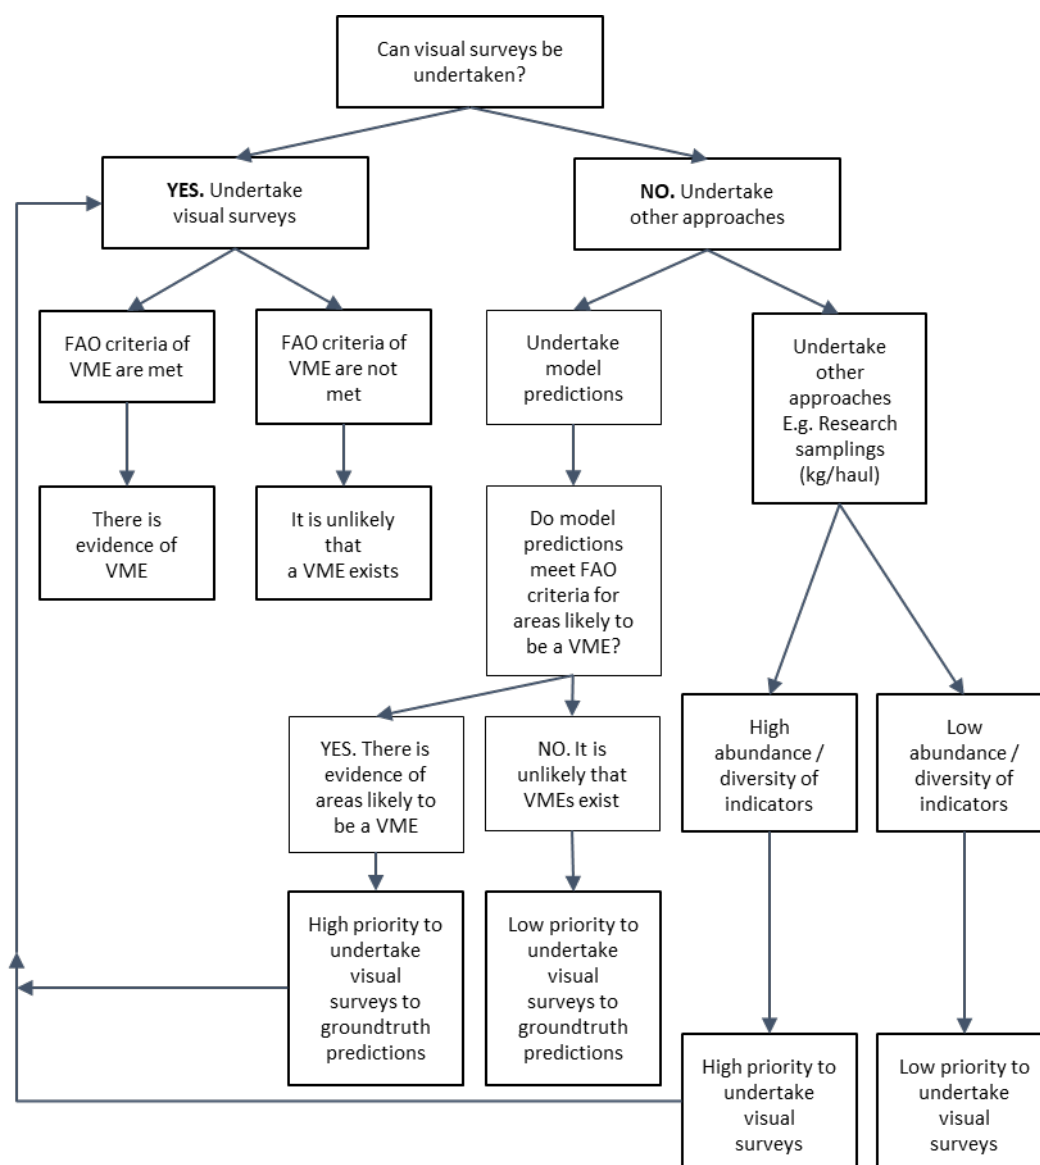 Can visual surveys be
undertaken?
YES. Undertake
visual surveys
NO. Undertake
other approaches
FAO criteria of
VME are met
FAO criteria of
VME are not
met
Undertake
model
predictions
Undertake
other
approaches
E.g. Research
samplings
(kg/haul)
There is
evidence of
VME
It is unlikely
that
a VME exists
Do model
predictions
meet FAO
criteria for
areas likely to
be a VME?
YES. There is
evidence of
areas likely to
be a VME
NO. It is
unlikely that
VMEs exist
High
abundance /
diversity of
indicators
Low
abundance /
diversity of
indicators
High priority to
undertake
visual
surveys to
groundtruth
predictions
Low priority to
undertake
visual
surveys to
groundtruth
predictions
High priority to
undertake
visual
surveys
Low priority to
undertake
visual
surveys